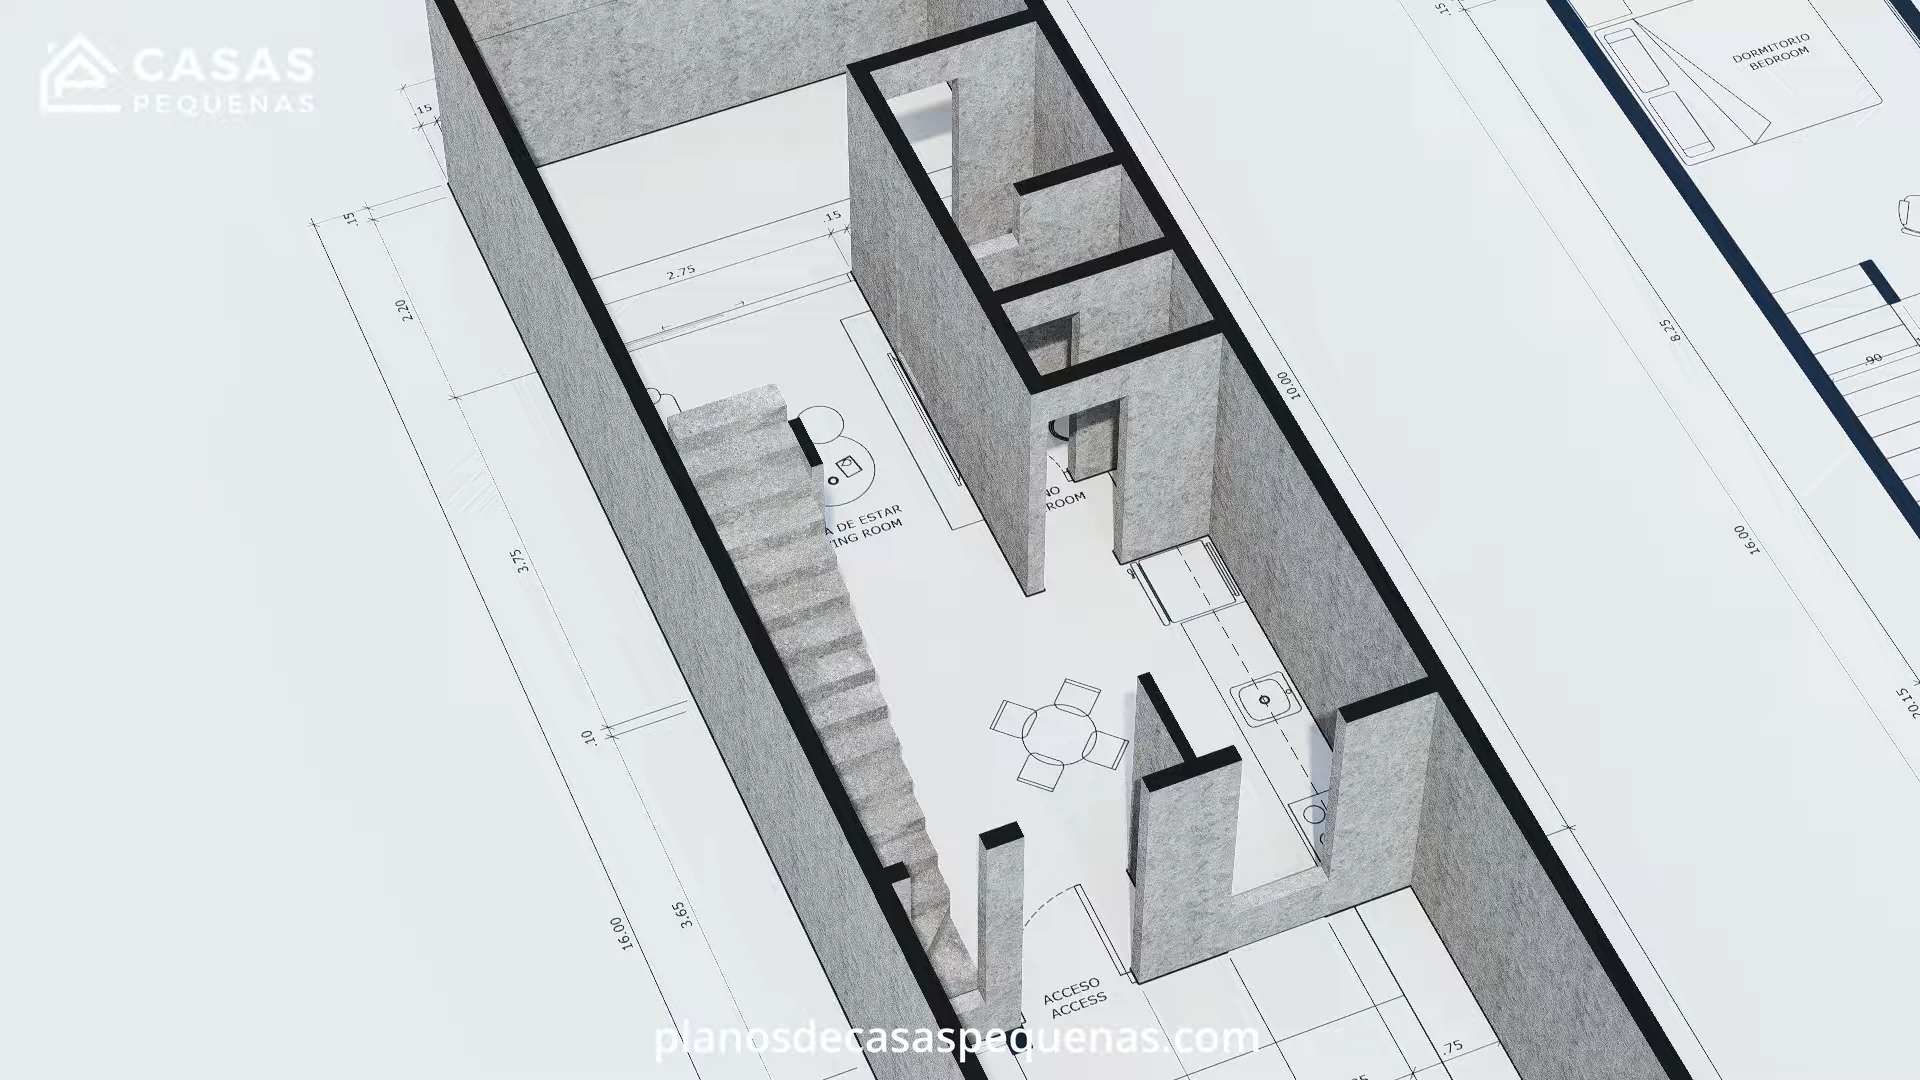 CASAS
PEQUEÑAS
DORMITORIO
BEDROOM
.15
.15
.15
.15
2.75
2.20
8.25
.90
10.00
16.00
A DE ESTAR
VING ROOM
NO
ROOM
3.75
.10
20.15
3.65
16.00
ACCESO
ACCESS
planosdecasaspequenas.com
.75